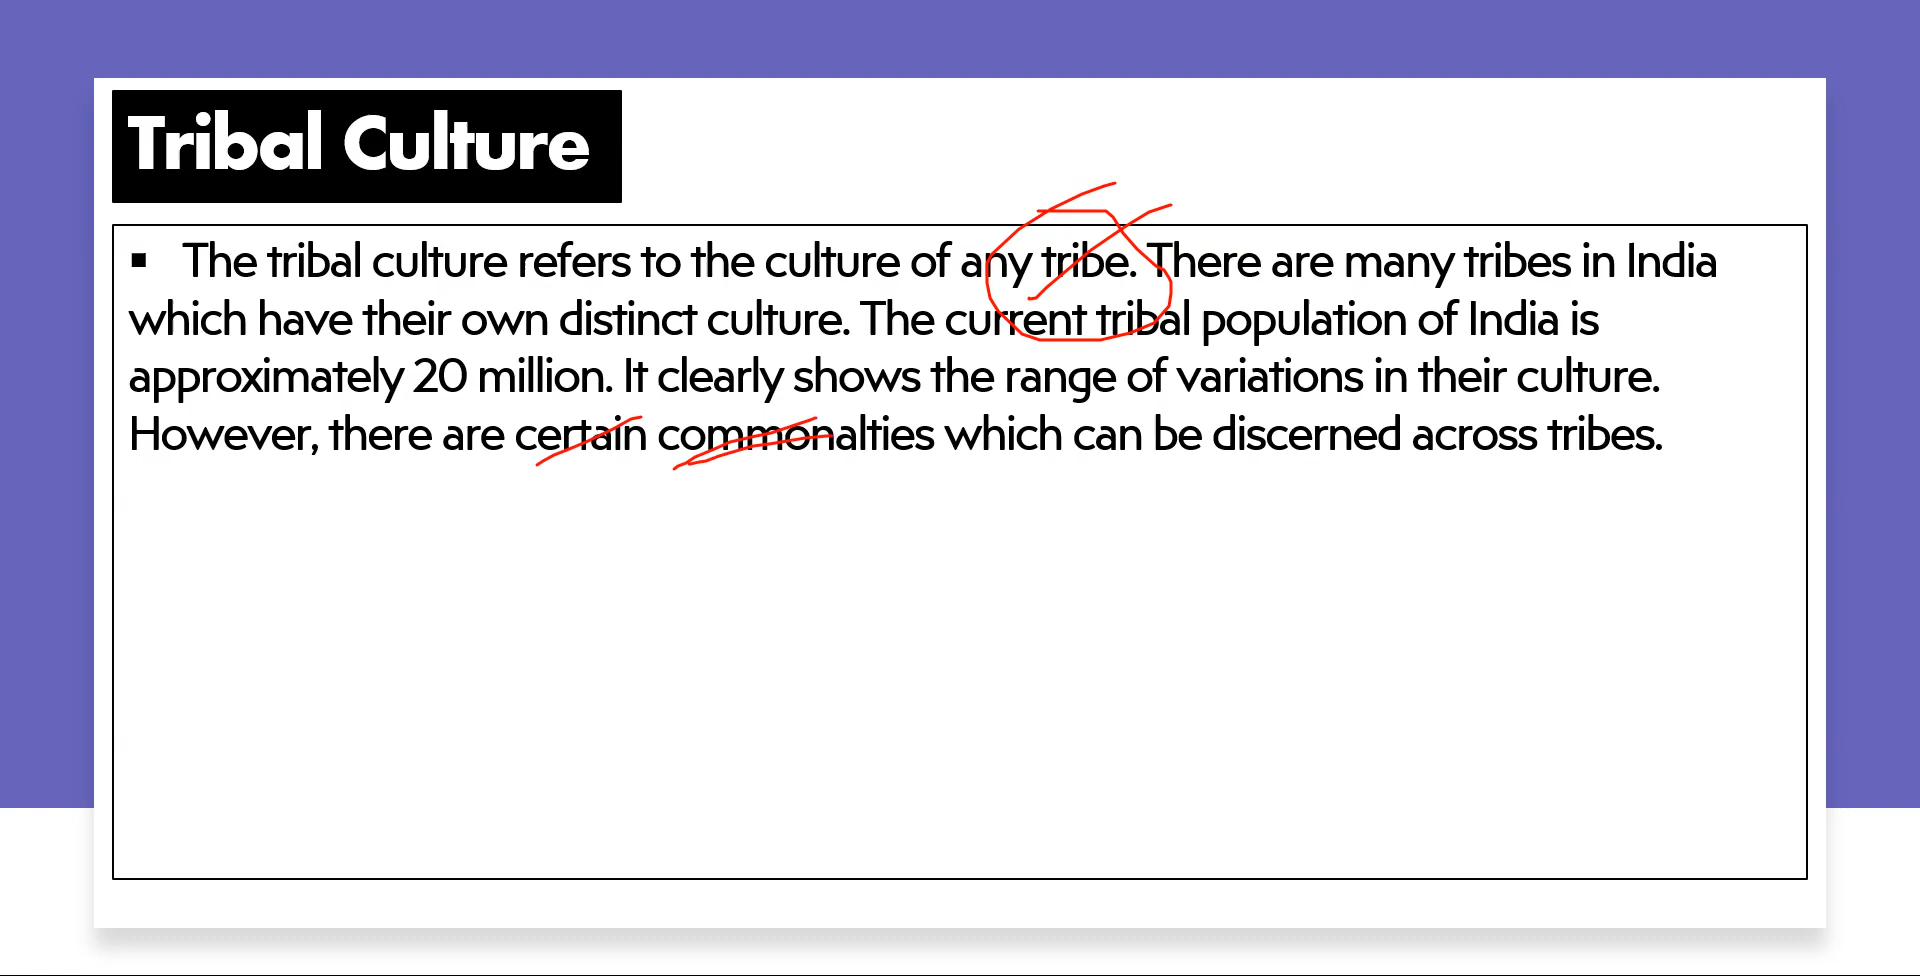 Tribal Culture
▪ The tribal culture refers to the culture of any tribe. There are many tribes in India
which have their own distinct culture. The current tribal population of India is
approximately 20 million. It clearly shows the range of variations in their culture.
However, there are certain commonalties which can be discerned across tribes.